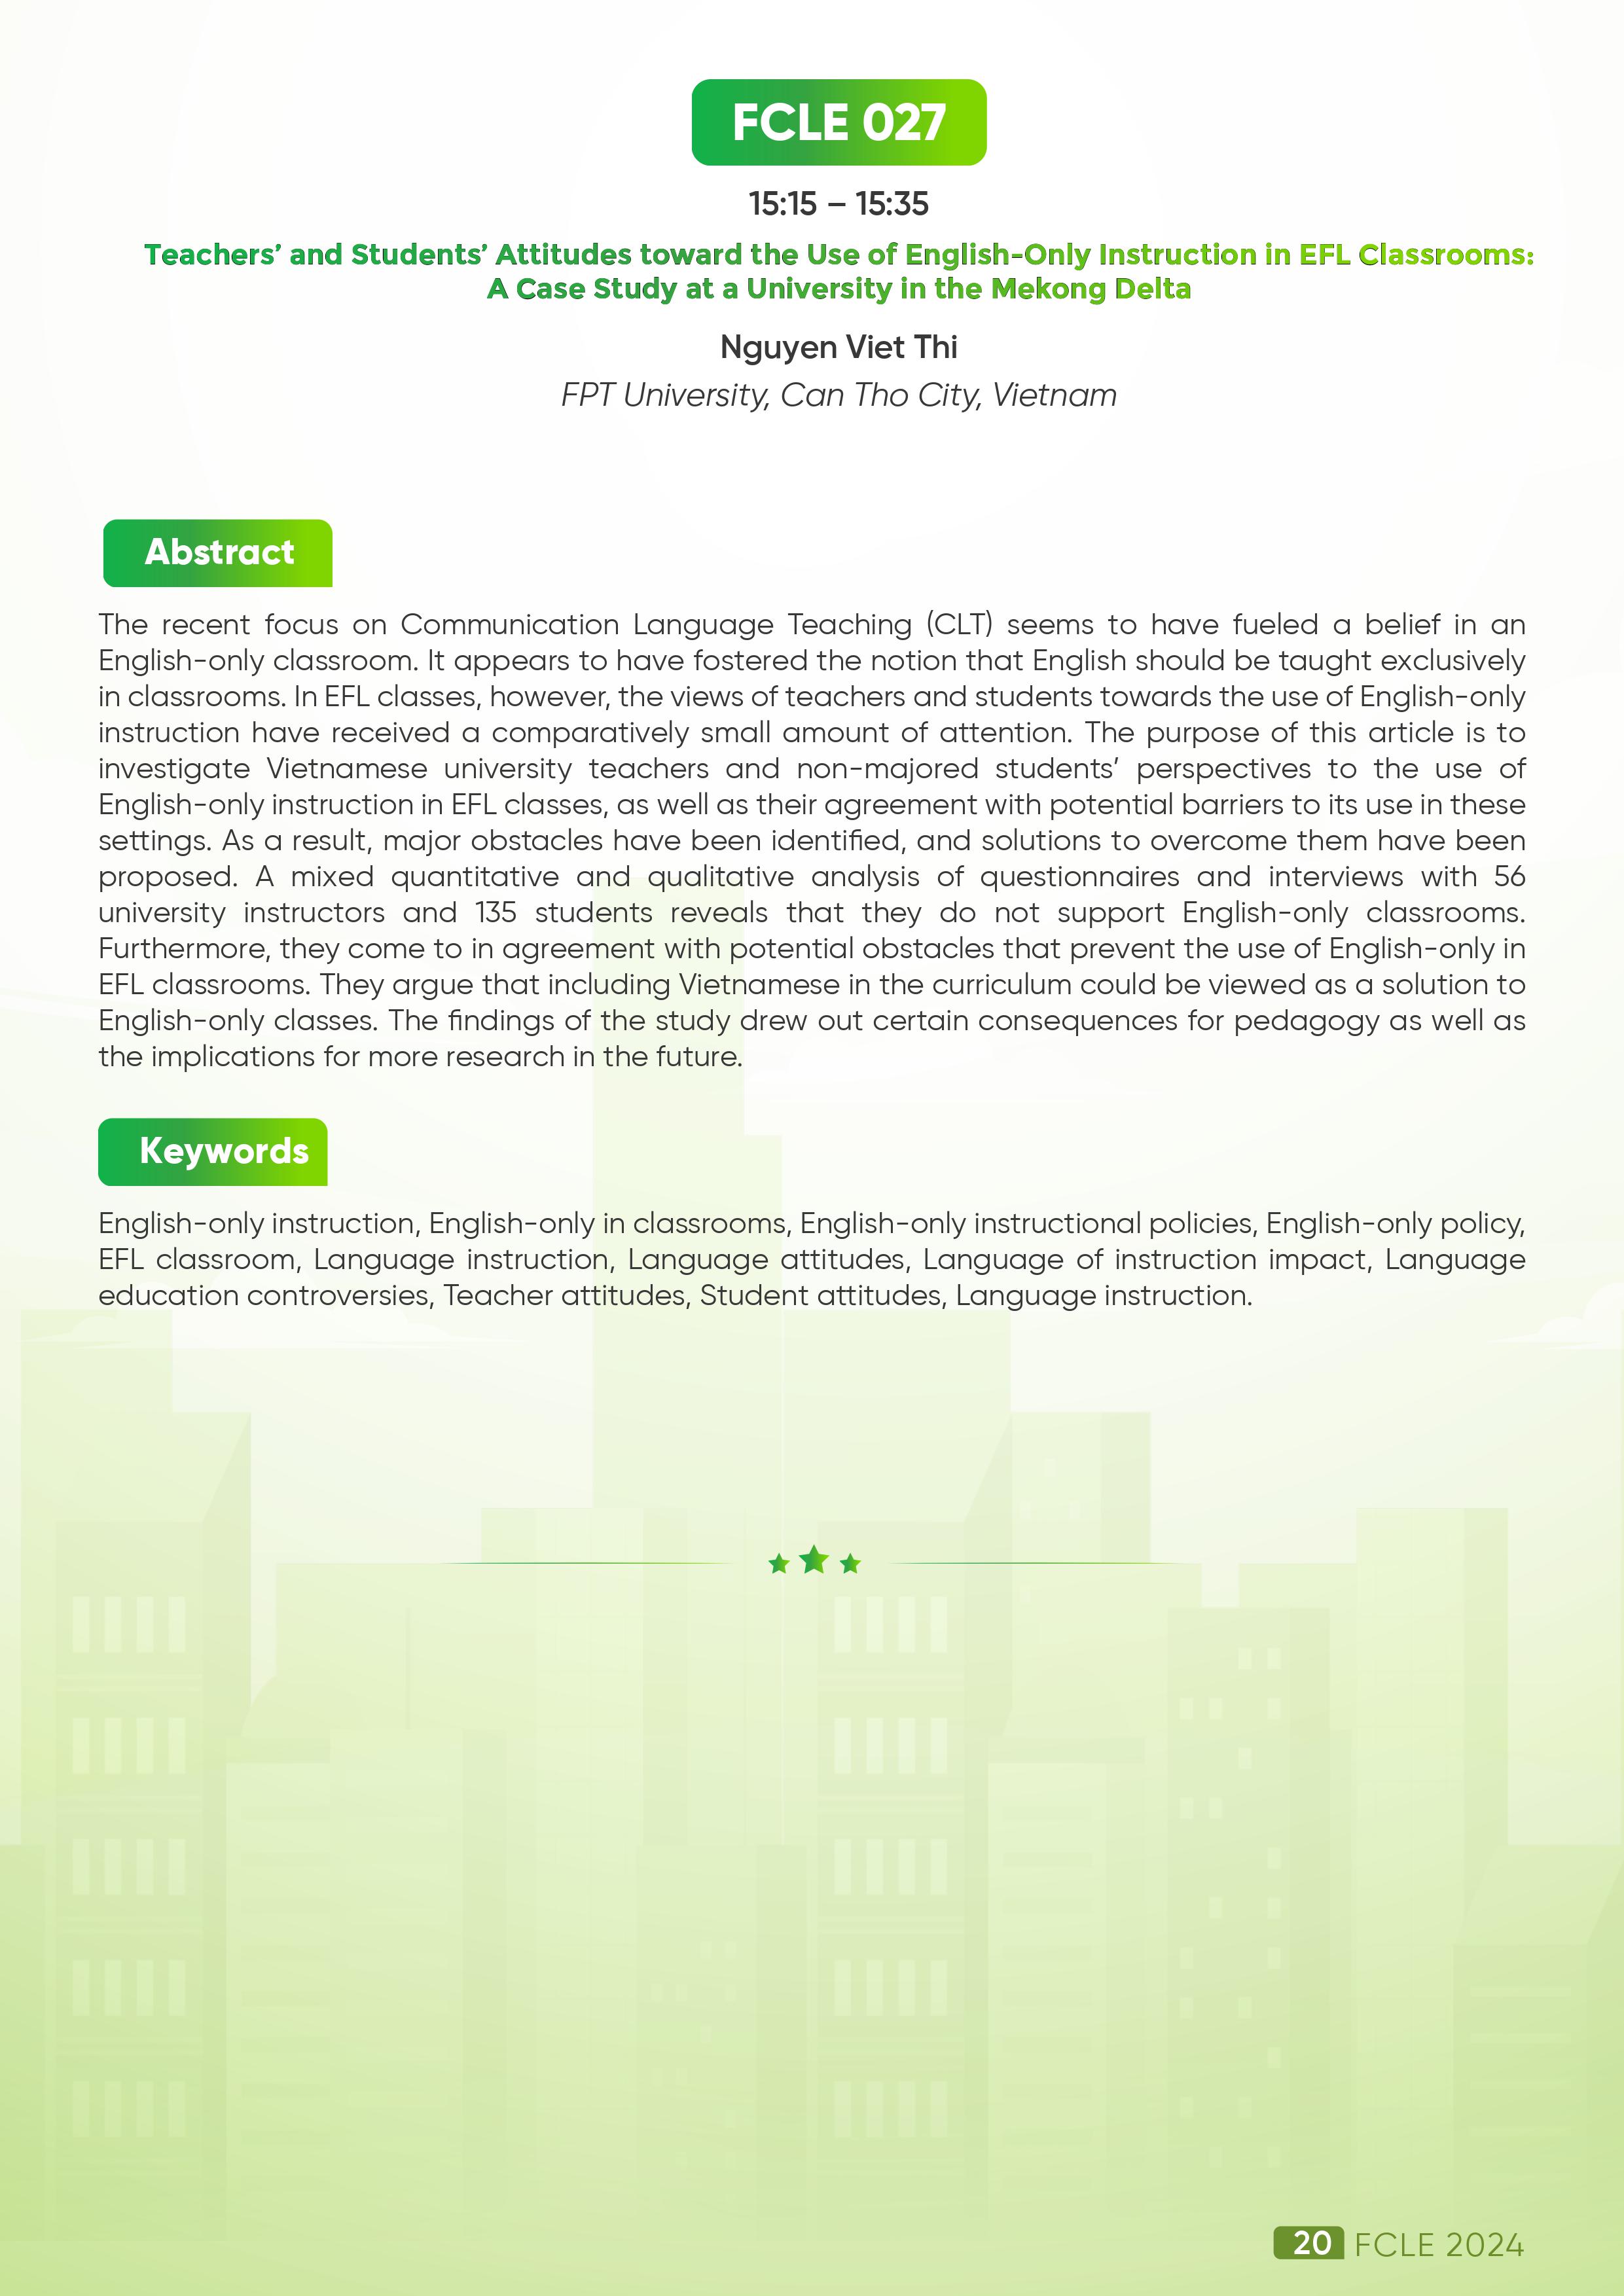 FCLE 027
15:15 – 15:35
Teachers’ and Students’ Attitudes toward the Use of English-Only Instruction in EFL Classrooms:
A Case Study at a University in the Mekong Delta
Nguyen Viet Thi
FPT University, Can Tho City, Vietnam
Abstract
The recent focus on Communication Language Teaching (CLT) seems to have fueled a belief in an
English-only classroom. It appears to have fostered the notion that English should be taught exclusively
in classrooms. In EFL classes, however, the views of teachers and students towards the use of English-only
instruction have received a comparatively small amount of attention. The purpose of this article is to
investigate Vietnamese university teachers and non-majored students’ perspectives to the use of
English-only instruction in EFL classes, as well as their agreement with potential barriers to its use in these
settings. As a result, major obstacles have been identified, and solutions to overcome them have been
proposed. A mixed quantitative and qualitative analysis of questionnaires and interviews with 56
university instructors and 135 students reveals that they do not support English-only classrooms.
Furthermore, they come to in agreement with potential obstacles that prevent the use of English-only in
EFL classrooms. They argue that including Vietnamese in the curriculum could be viewed as a solution to
English-only classes. The findings of the study drew out certain consequences for pedagogy as well as
the implications for more research in the future.
Keywords
English-only instruction, English-only in classrooms, English-only instructional policies, English-only policy,
EFL classroom, Language instruction, Language attitudes, Language of instruction impact, Language
education controversies, Teacher attitudes, Student attitudes, Language instruction.
20 FCLE 2024